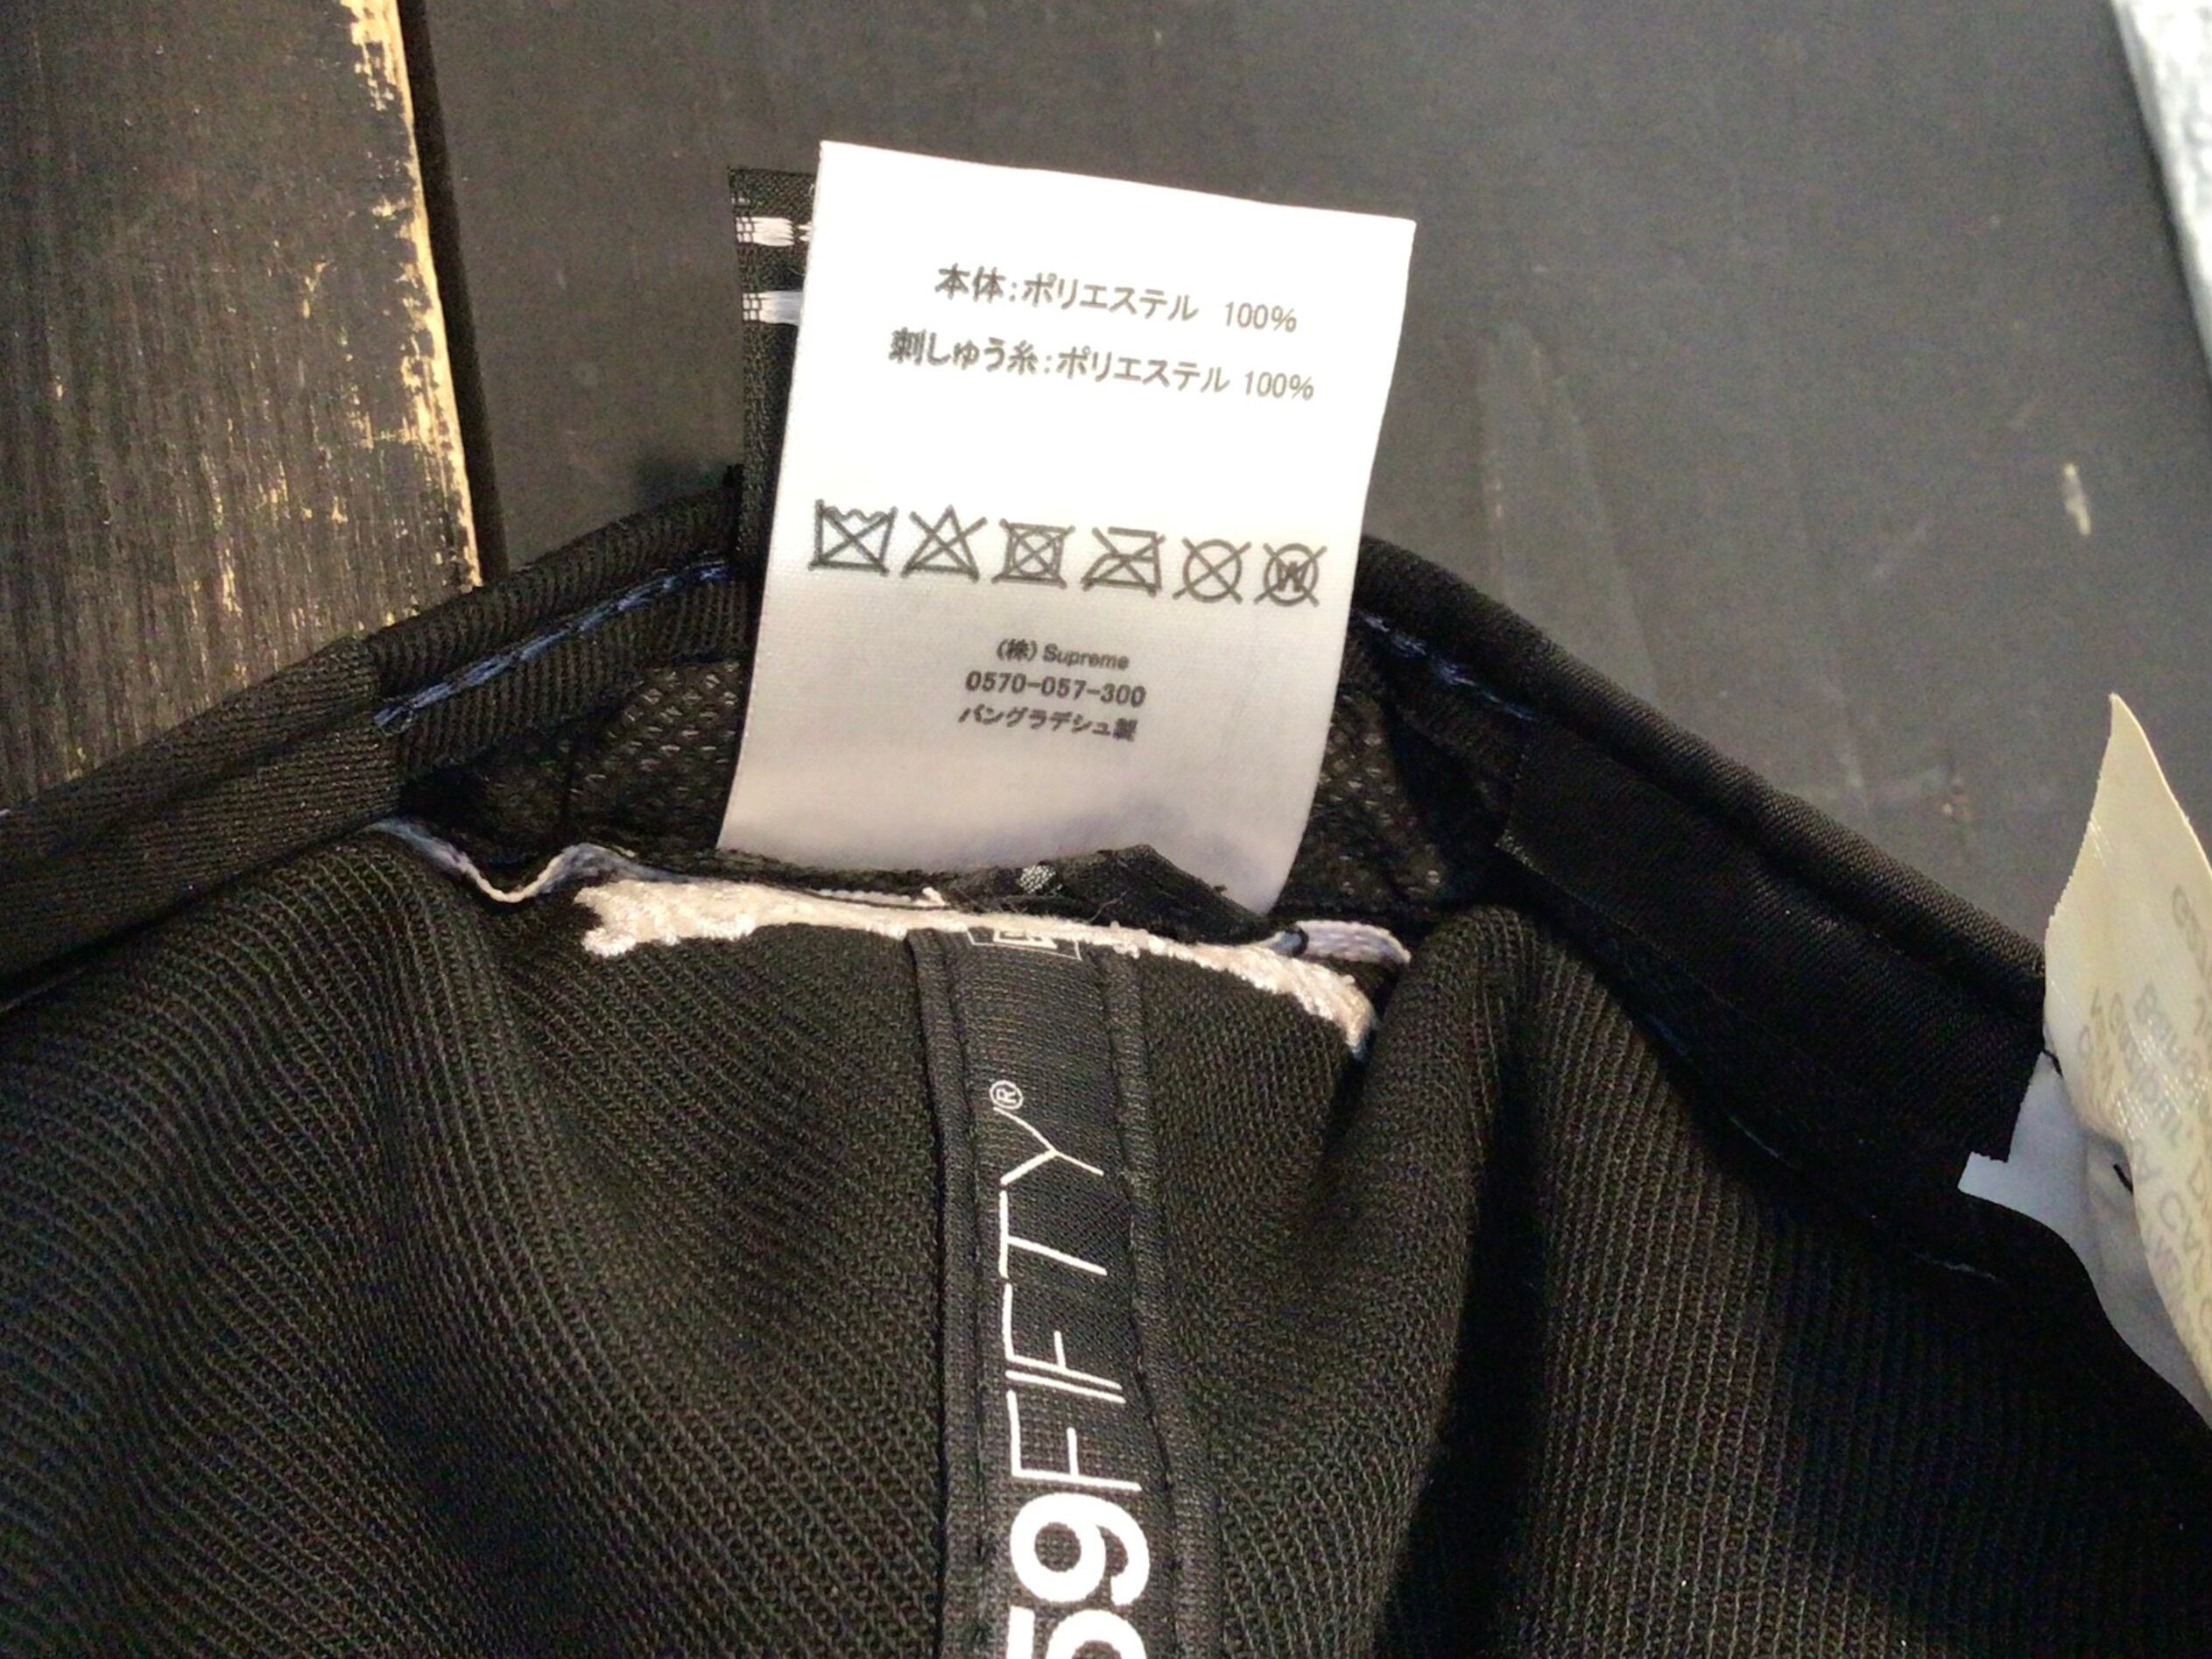 本体:ポリエステル 100%
刺しゅう糸:ポリエステル 100%
W
(株) Supreme
0570-057-300
バングラデシュ製
59FIFTY®